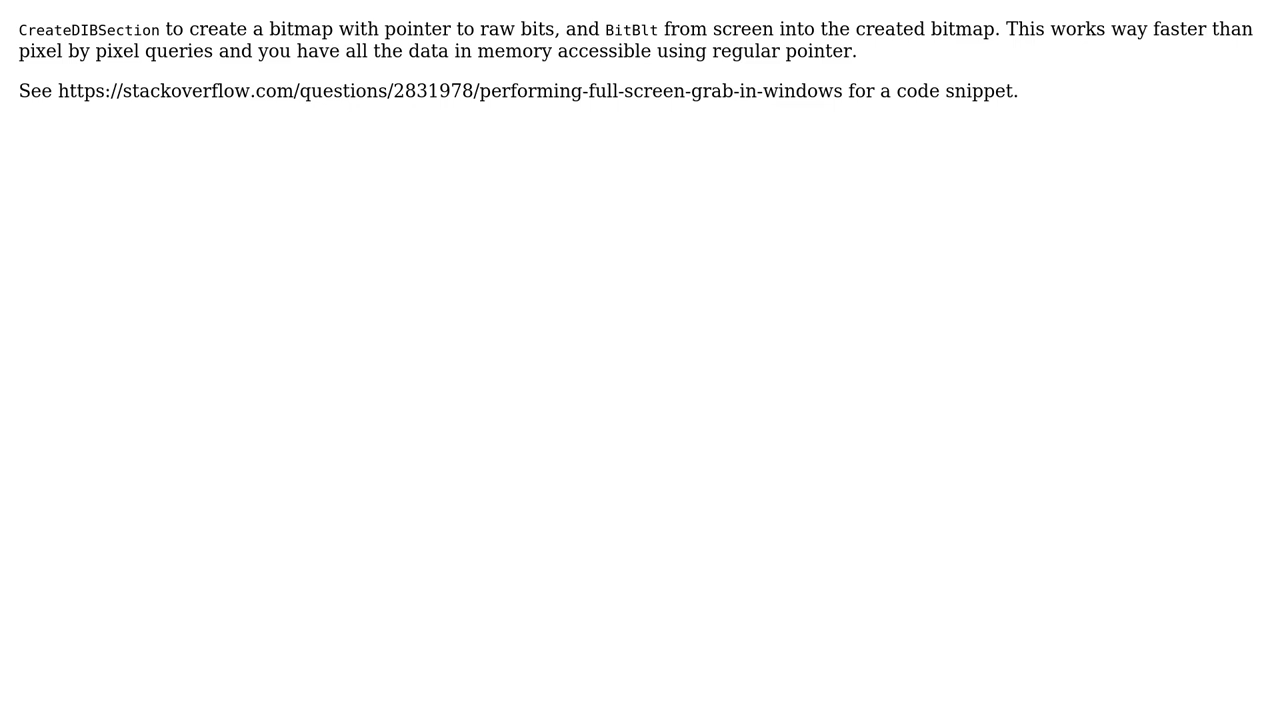 CreateDIBSection to create a bitmap with pointer to raw bits, and BitBlt from screen into the created bitmap. This works way faster than
pixel by pixel queries and you have all the data in memory accessible using regular pointer.
See https://stackoverflow.com/questions/2831978/performing-full-screen-grab-in-windows for a code snippet.